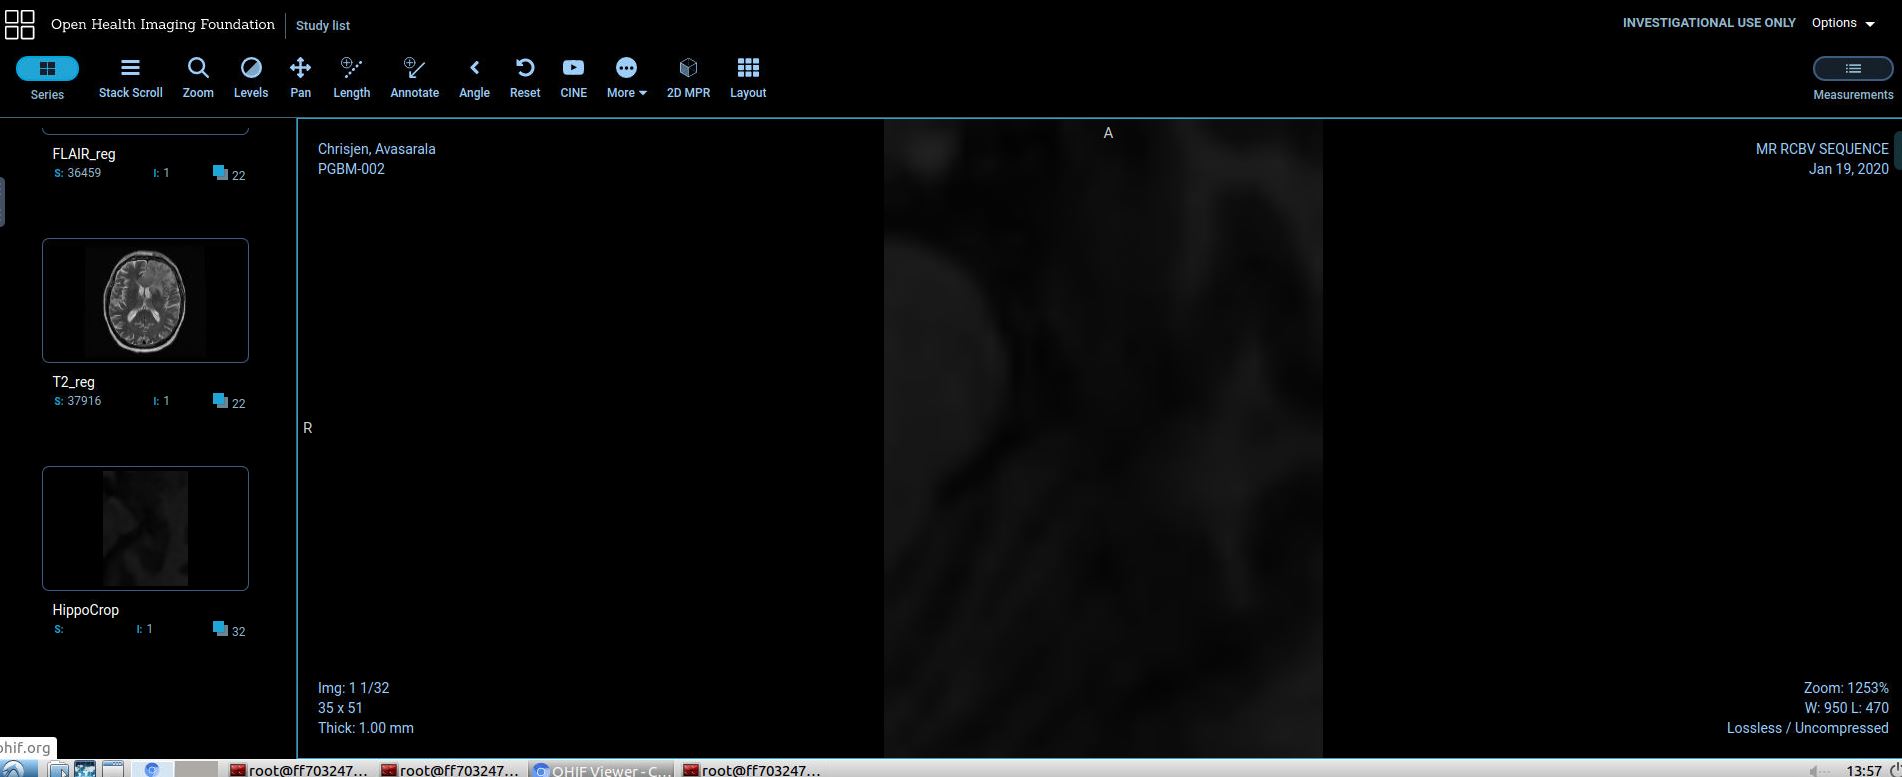 Open Health Imaging Foundation
Study list
INVESTIGATIONAL USE ONLY
Options
Series
Stack Scroll
Zoom
Levels
Pan
Length
Annotate
Angle
Reset
CINE
More
2D MPR
Layout
Measurements
FLAIR_reg
S: 36459 I: 1 22
T2_reg
S: 37916 I: 1 22
HippoCrop
S: I: 1 32
Chrisjen, Avasarala
PGBM-002
A
MR RCBV SEQUENCE
Jan 19, 2020
R
Img: 1 1/32
35 x 51
Thick: 1.00 mm
Zoom: 1253%
W: 950 L: 470
Lossless / Uncompressed
ohif.org
root@ff703247...
root@ff703247...
OHIF Viewer - C...
root@ff703247...
13:57